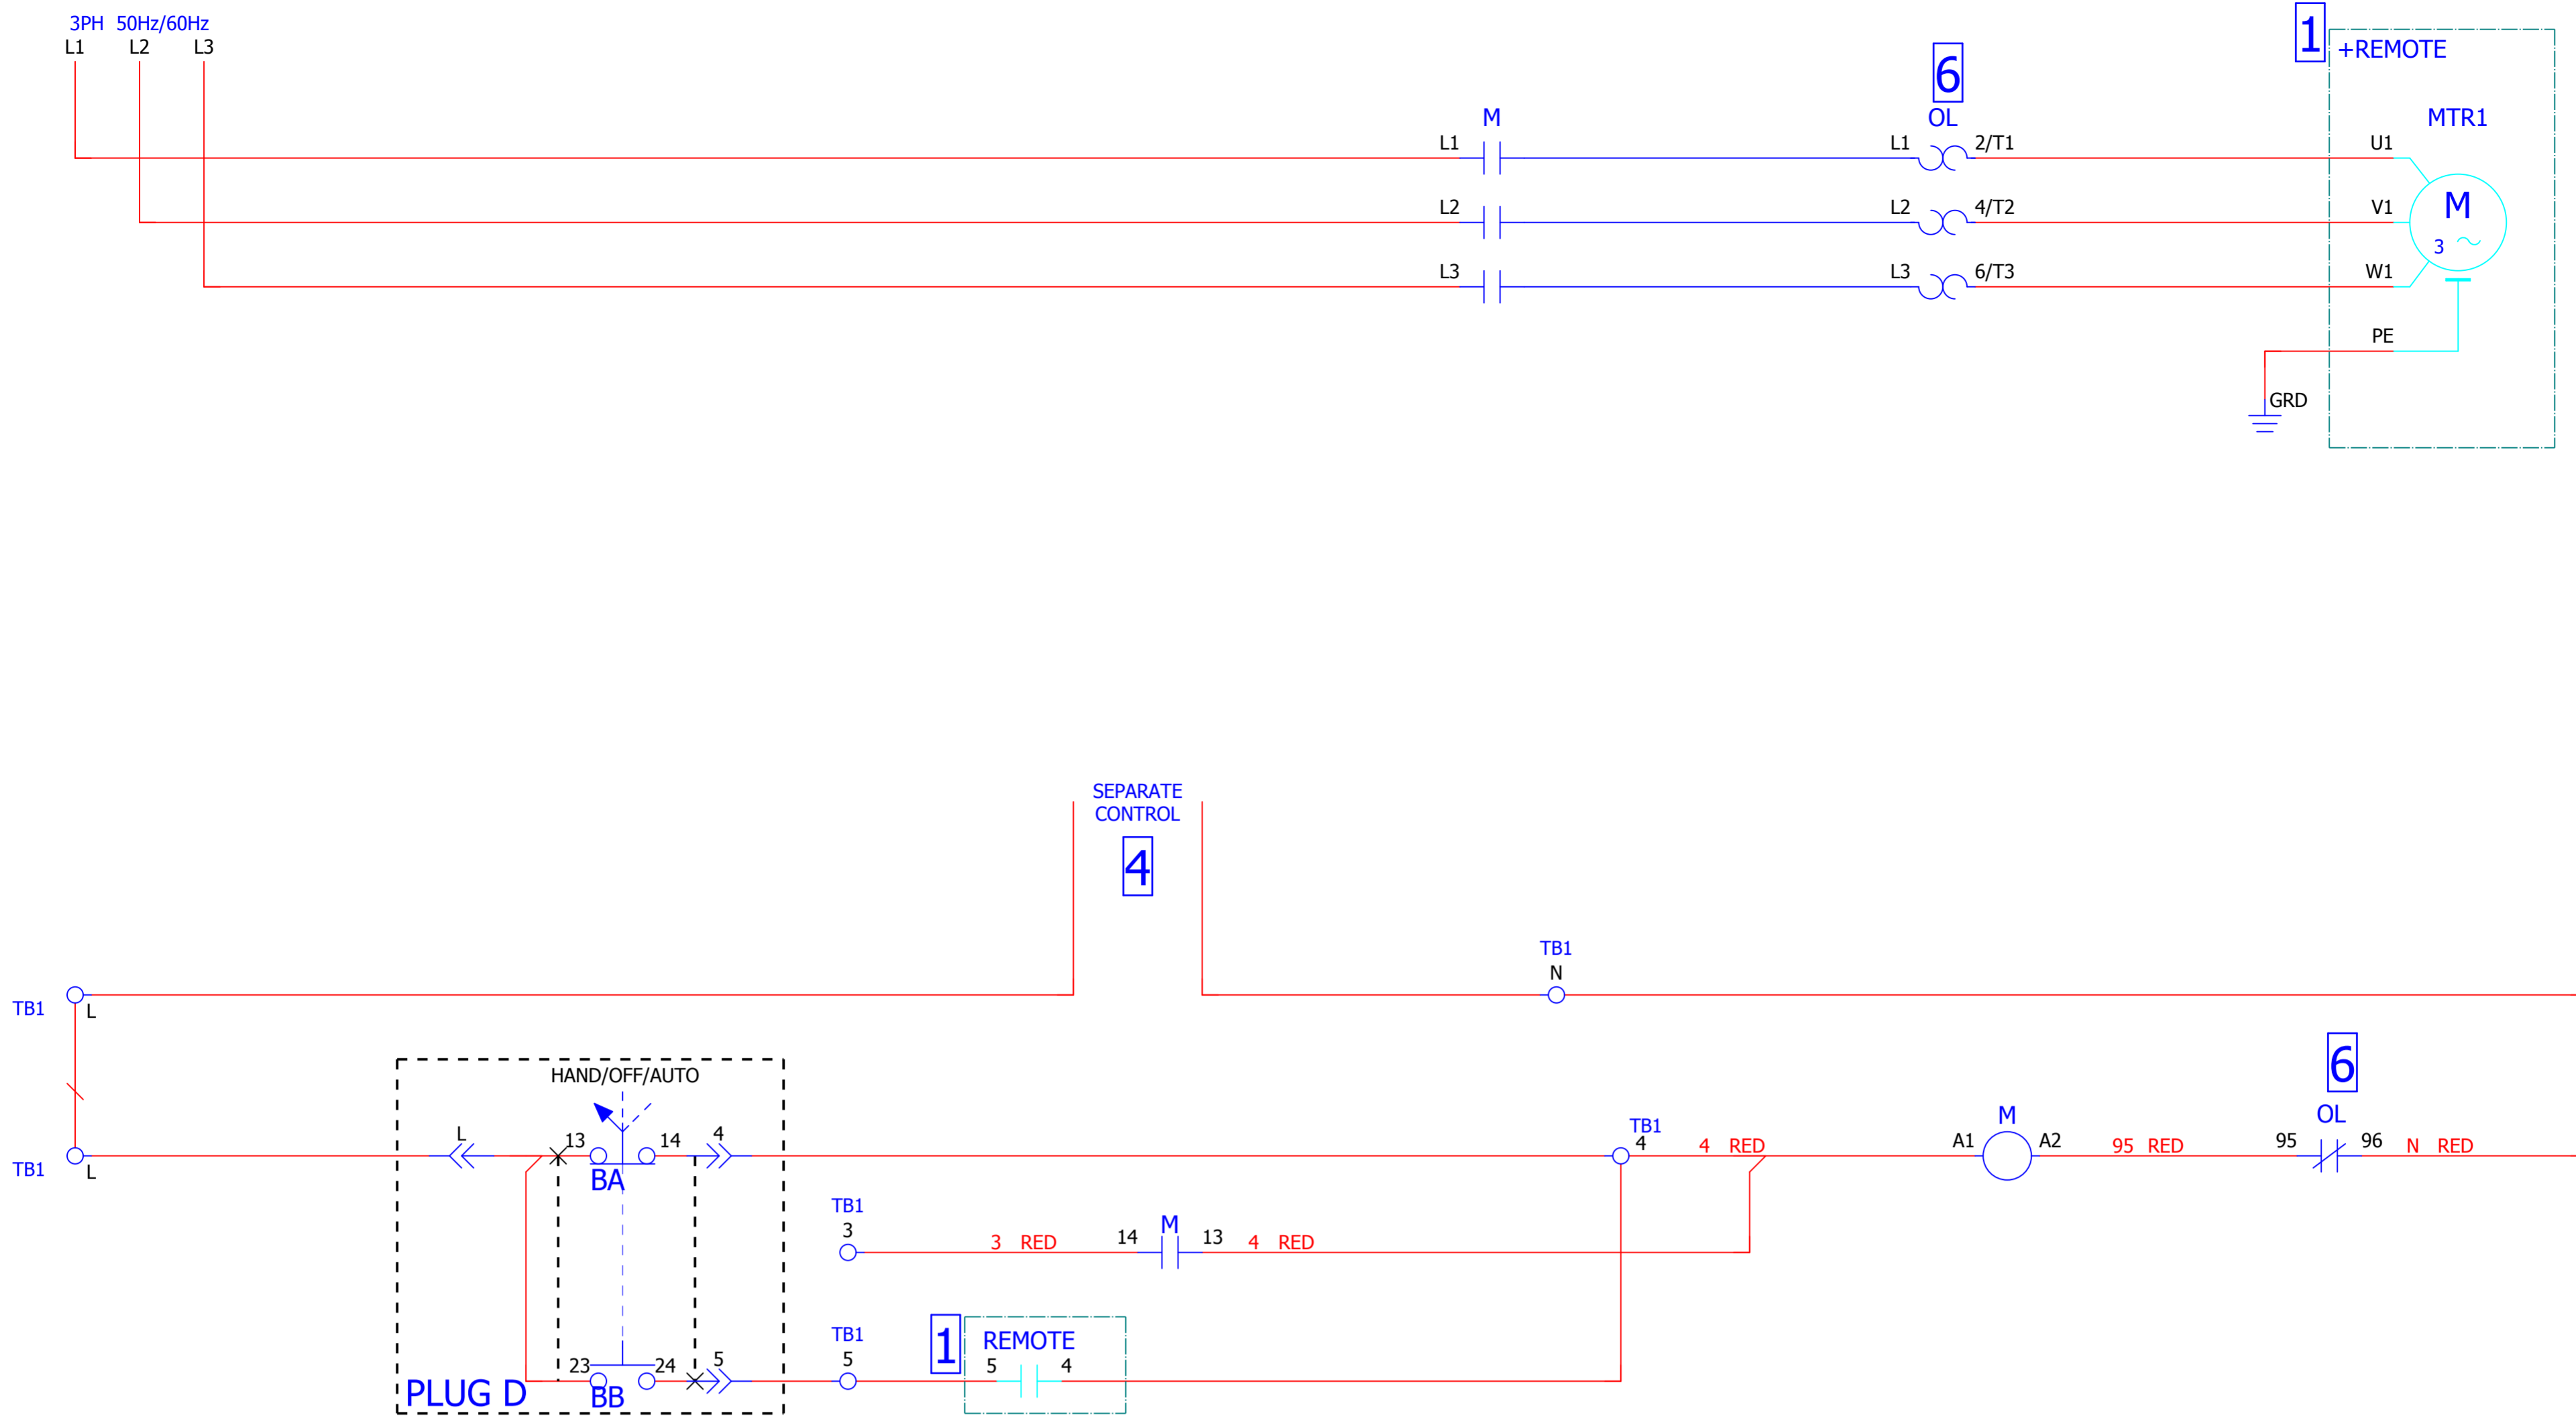 3PH 50Hz/60Hz
L1 L2 L3
1
+REMOTE
6
M OL MTR1
L1 L1 2/T1 U1
L2 L2 4/T2 V1
M
3
L3 L3 6/T3 W1
PE
GRD
SEPARATE
CONTROL
4
TB1
N
TB1 L
HAND/OFF/AUTO
6
TB1 L
L 13 14 4
BA
TB1
4 4 RED
M
A1 A2
95 RED
OL
95 96 N RED
TB1
3
3 RED 14 M 13 4 RED
TB1
5
1
REMOTE
5 4
23 24 5
BB
PLUG D